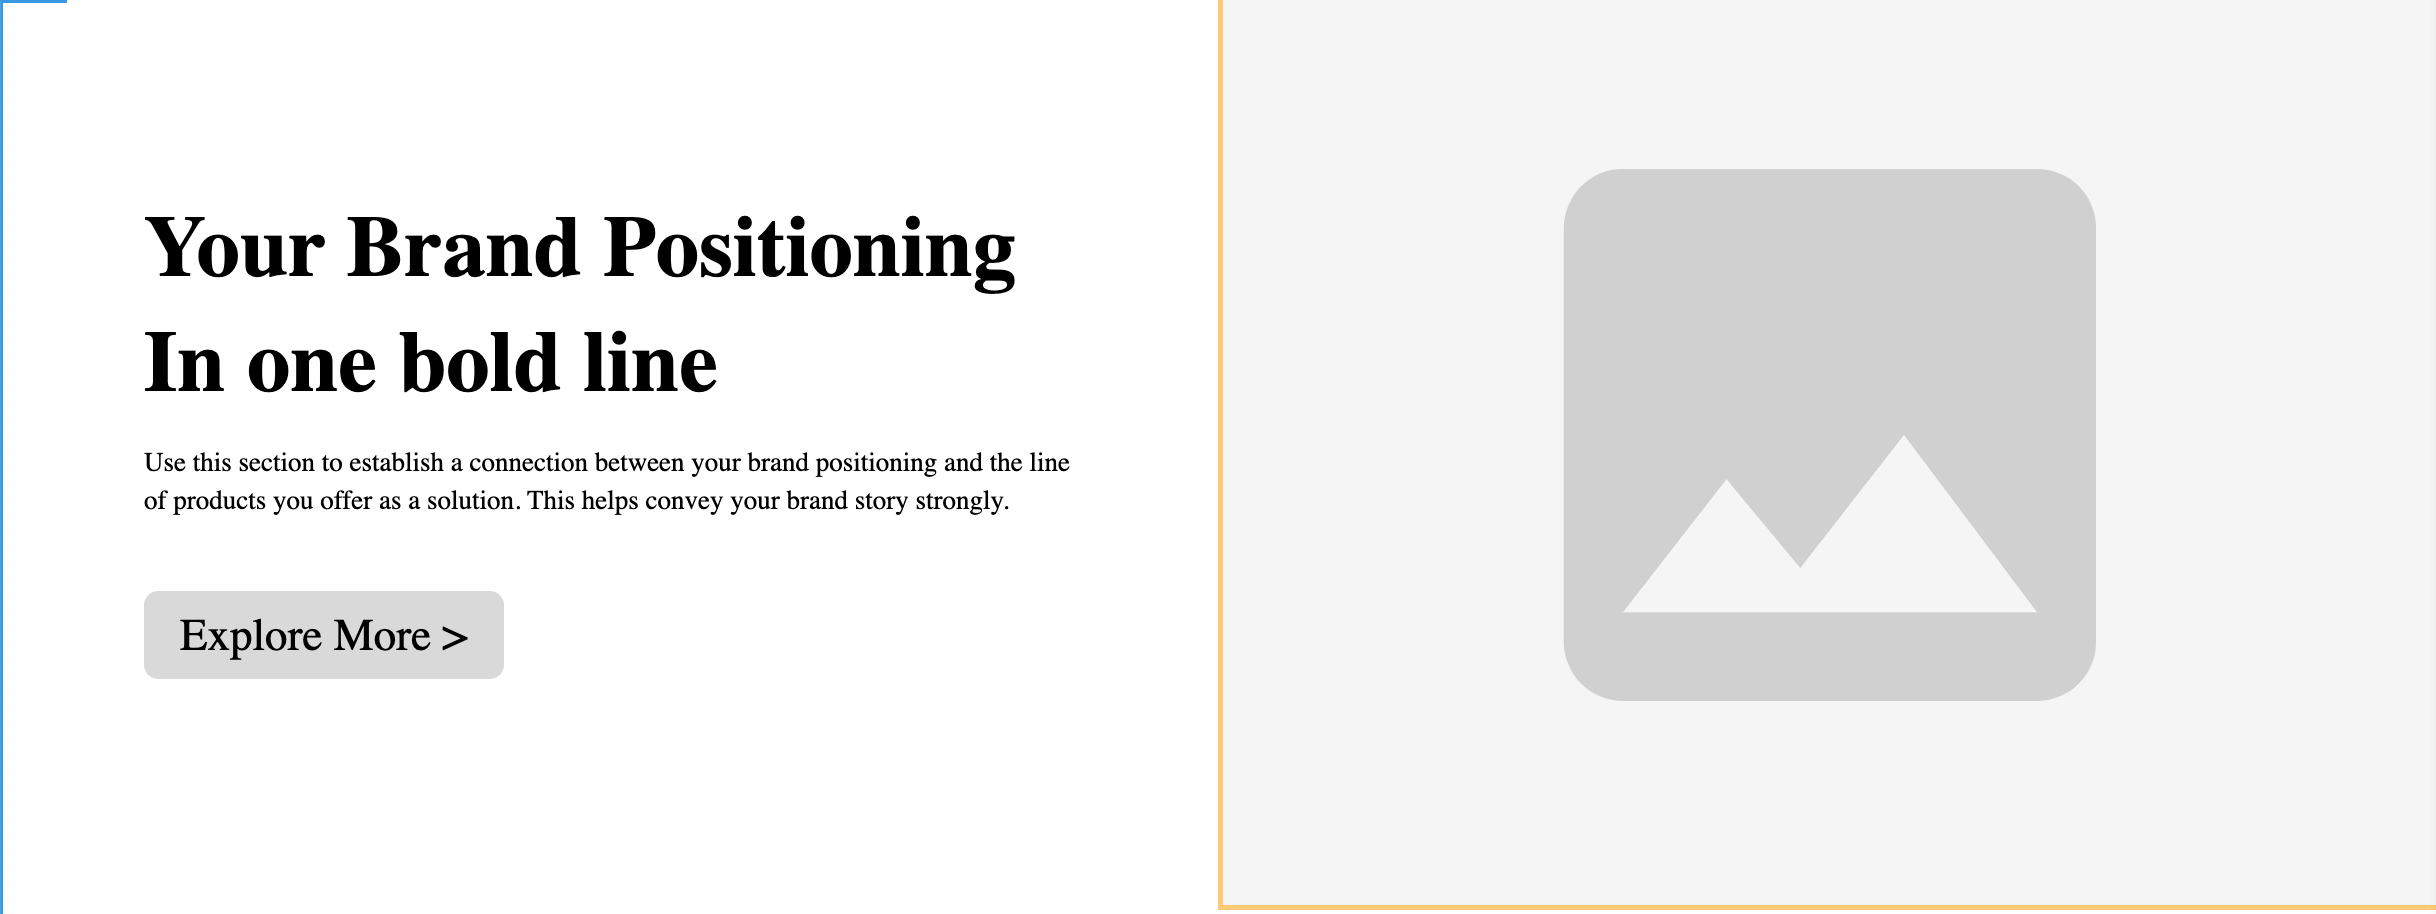 Your Brand Positioning
In one bold line
Use this section to establish a connection between your brand positioning and the line
of products you offer as a solution. This helps convey your brand story strongly.
Explore More >